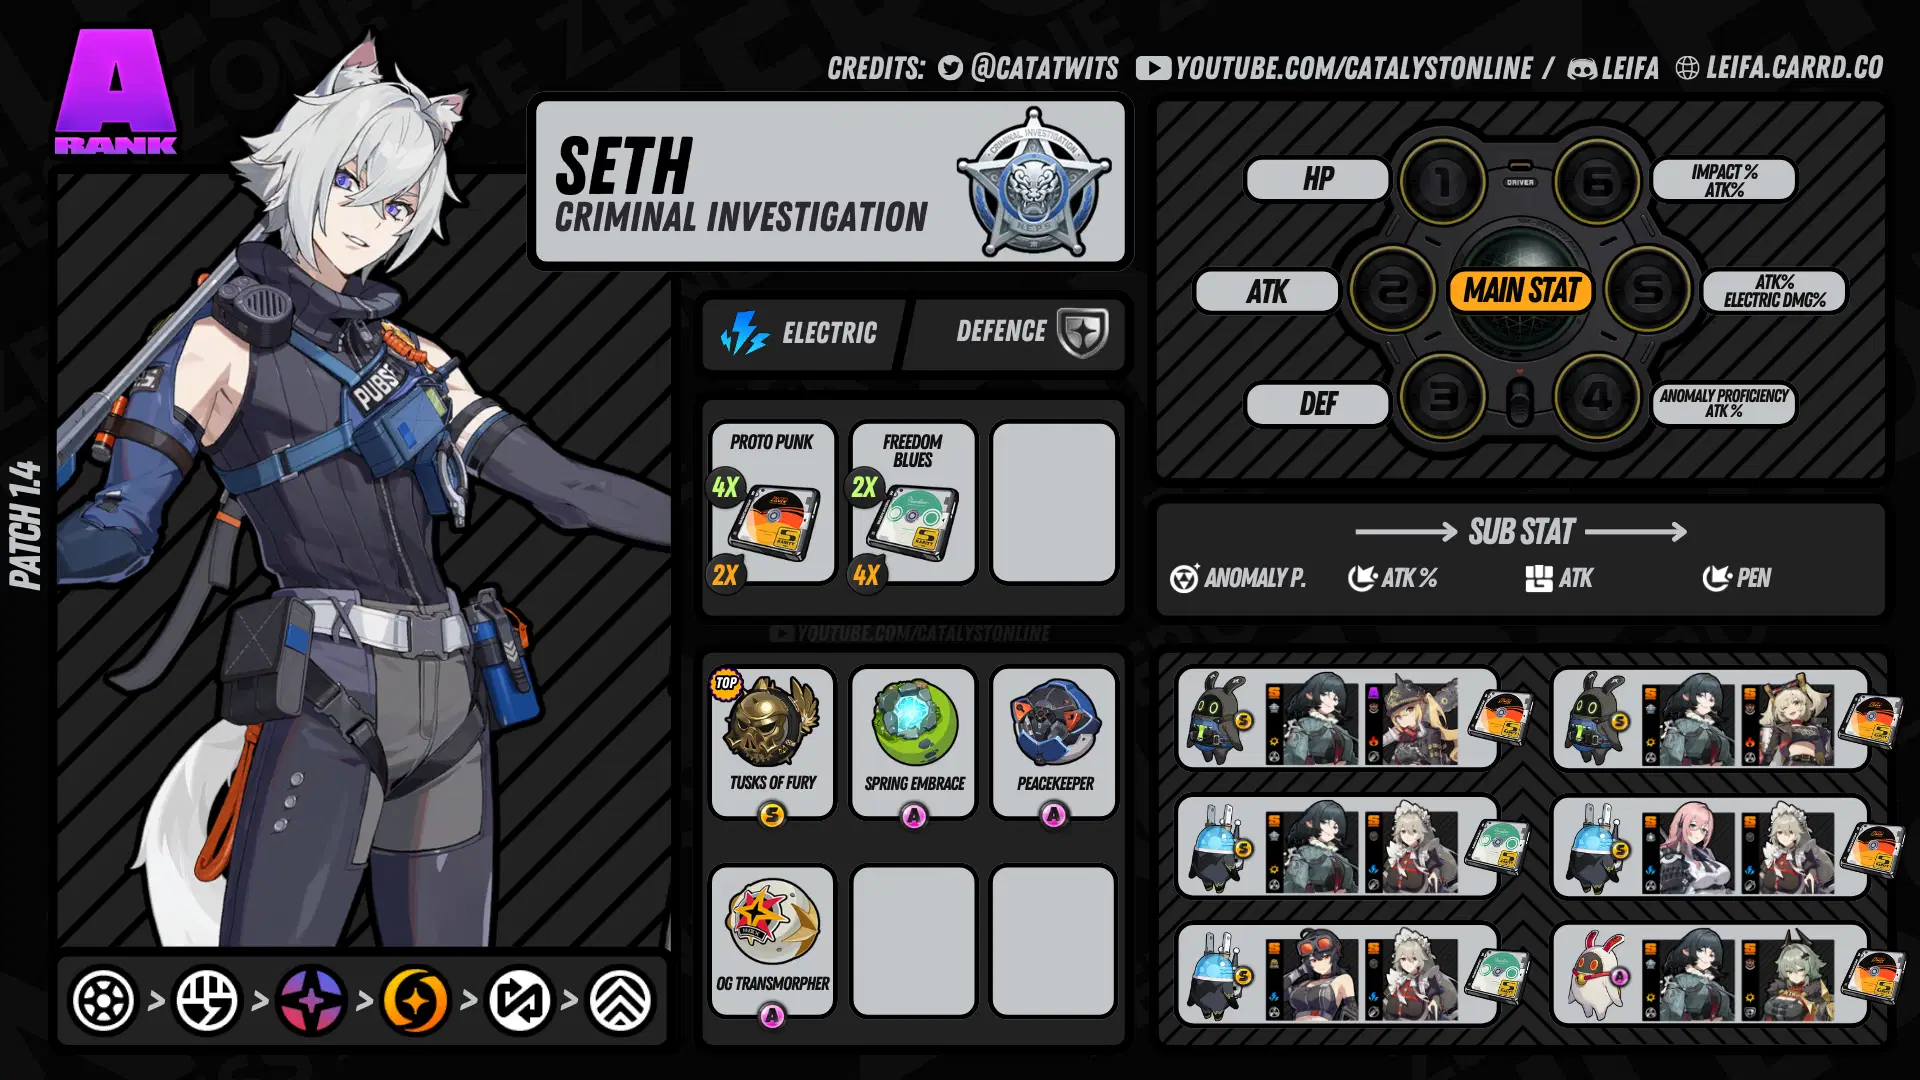 A
RANK
CREDITS: @CATATWITS YOUTUBE.COM/CATALYSTONLINE / LEIFA LEIFA.CARRD.CO
SETH
CRIMINAL INVESTIGATION
CRIMINAL INVESTIGATION
N.E.P.S
ELECTRIC
DEFENCE
PUBSEC
PATCH 1.4
PROTO PUNK
4X
2X
FREEDOM
BLUES
2X
4X
YOUTUBE.COM/CATALYSTONLINE
TOP
TUSKS OF FURY
S
SPRING EMBRACE
A
PEACEKEEPER
A
OG TRANSMORPHER
A
HP
1
DRIVER
6
IMPACT %
ATK%
ATK
2
MAIN STAT
5
ATK%
ELECTRIC DMG%
DEF
3
4
ANOMALY PROFICIENCY
ATK %
SUB STAT
ANOMALY P.
ATK %
ATK
PEN